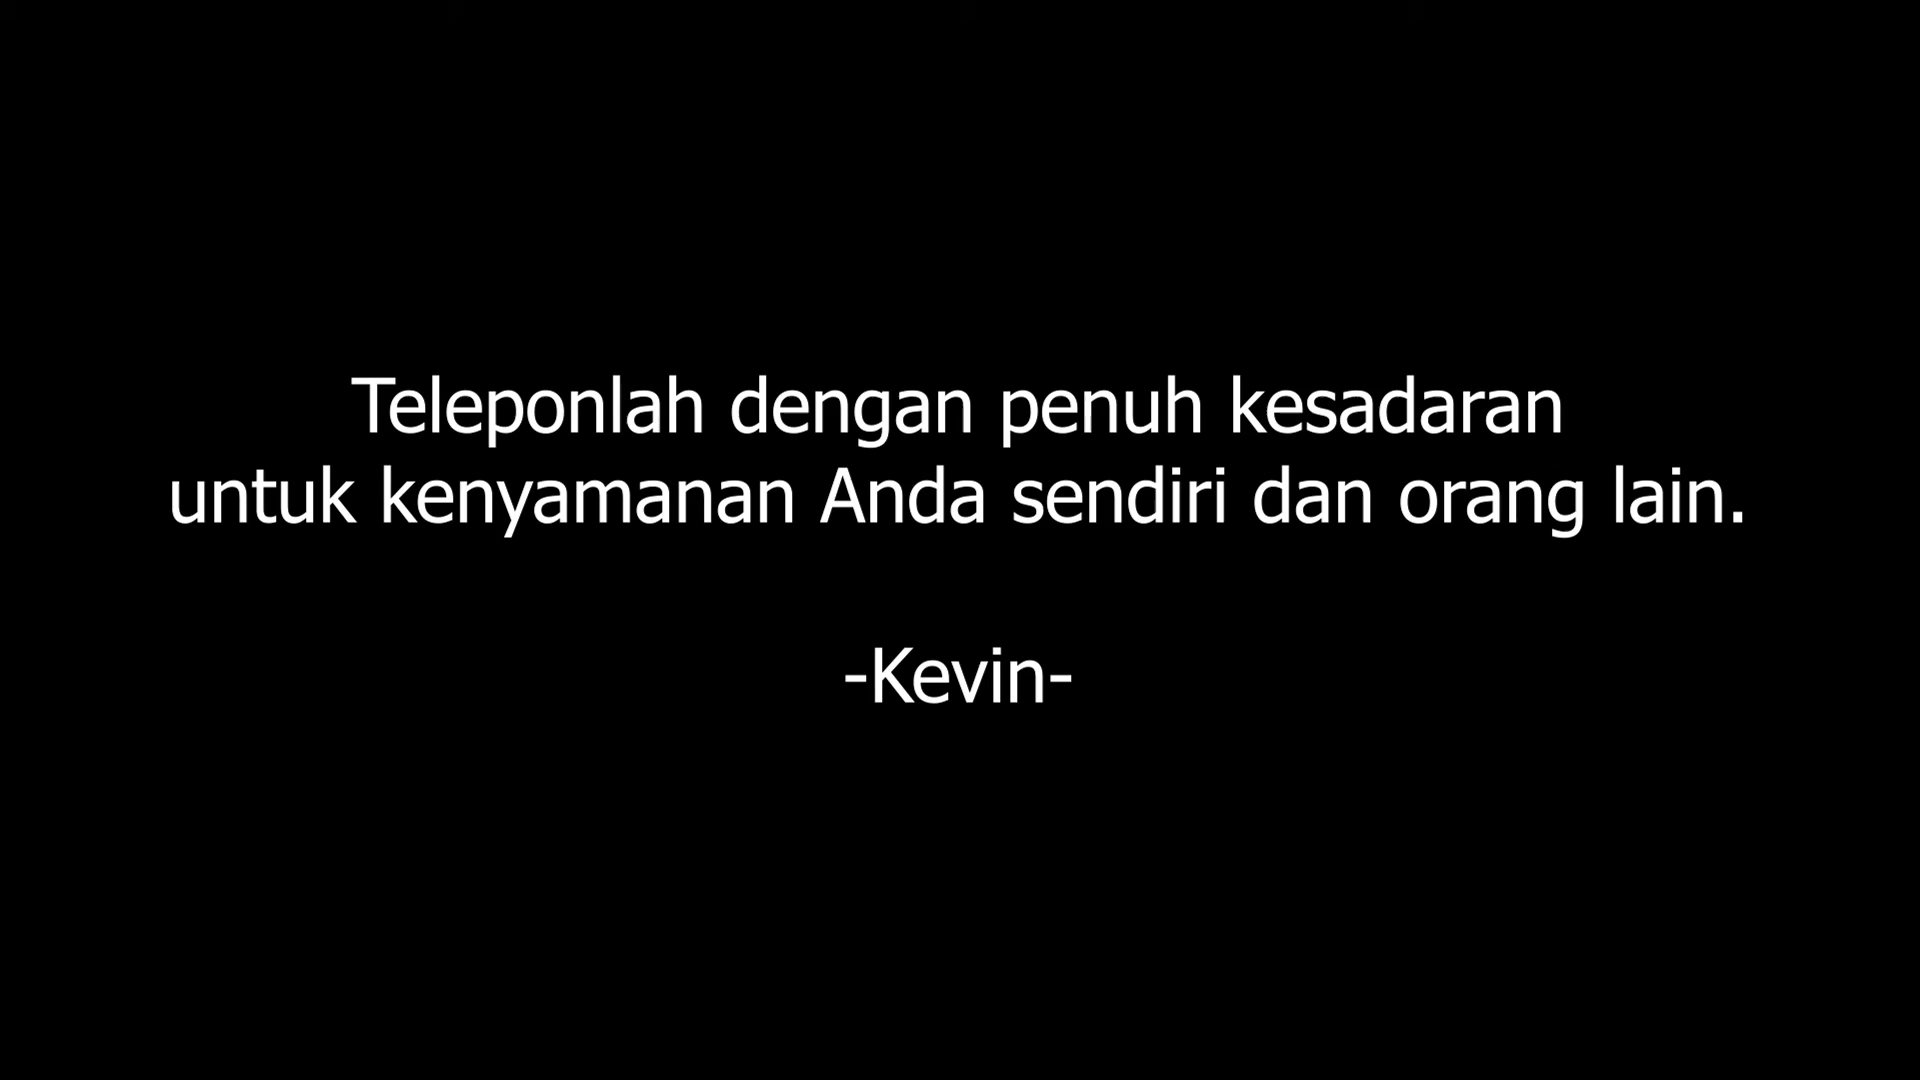 Teleponlah dengan penuh kesadaran
untuk kenyamanan Anda sendiri dan orang lain.
-Kevin-